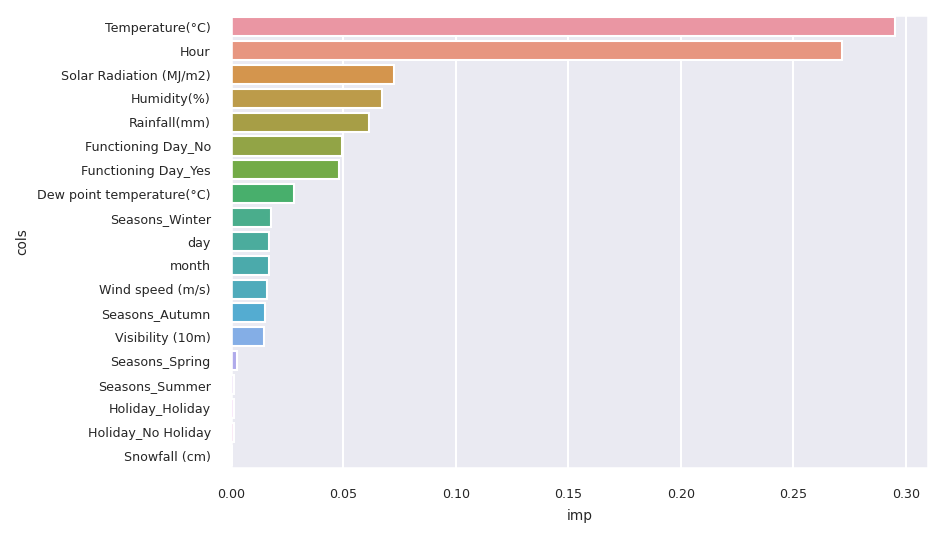 Temperature(°C)
Hour
Solar Radiation (MJ/m2)
Humidity(%)
Rainfall(mm)
Functioning Day_No
Functioning Day_Yes
Dew point temperature(°C)
Seasons_Winter
day
month
Wind speed (m/s)
Seasons_Autumn
Visibility (10m)
Seasons_Spring
Seasons_Summer
Holiday_Holiday
Holiday_No Holiday
Snowfall (cm)
cols
0.00 0.05 0.10 0.15 0.20 0.25 0.30
imp